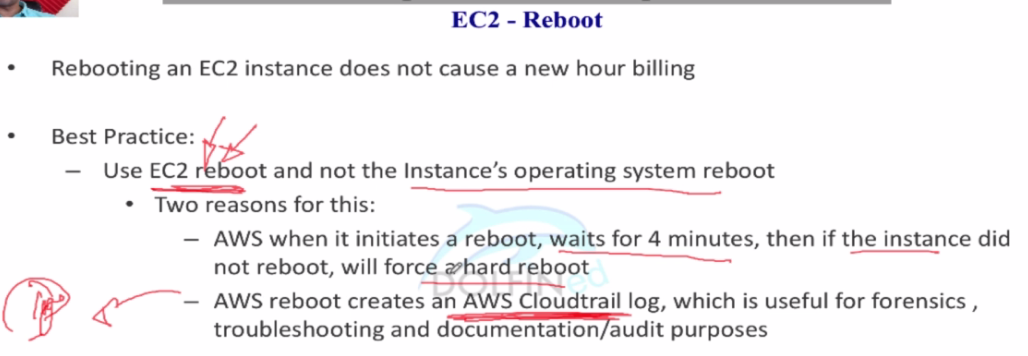 EC2 - Reboot
• Rebooting an EC2 instance does not cause a new hour billing
• Best Practice:
– Use EC2 reboot and not the Instance's operating system reboot
• Two reasons for this:
– AWS when it initiates a reboot, waits for 4 minutes, then if the instance did
not reboot, will force a hard reboot
DOLFINed
– AWS reboot creates an AWS Cloudtrail log, which is useful for forensics ,
troubleshooting and documentation/audit purposes